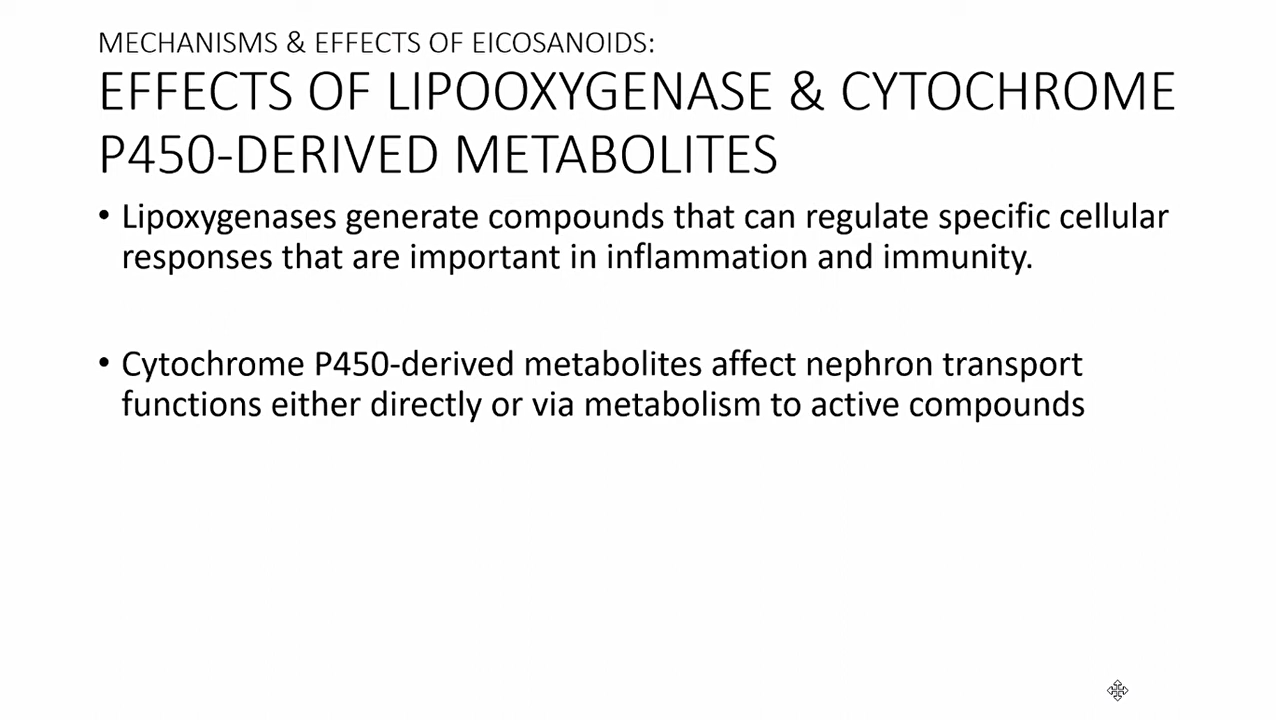 MECHANISMS & EFFECTS OF EICOSANOIDS:
EFFECTS OF LIPOOXYGENASE & CYTOCHROME
P450-DERIVED METABOLITES
• Lipoxygenases generate compounds that can regulate specific cellular
responses that are important in inflammation and immunity.
• Cytochrome P450-derived metabolites affect nephron transport
functions either directly or via metabolism to active compounds